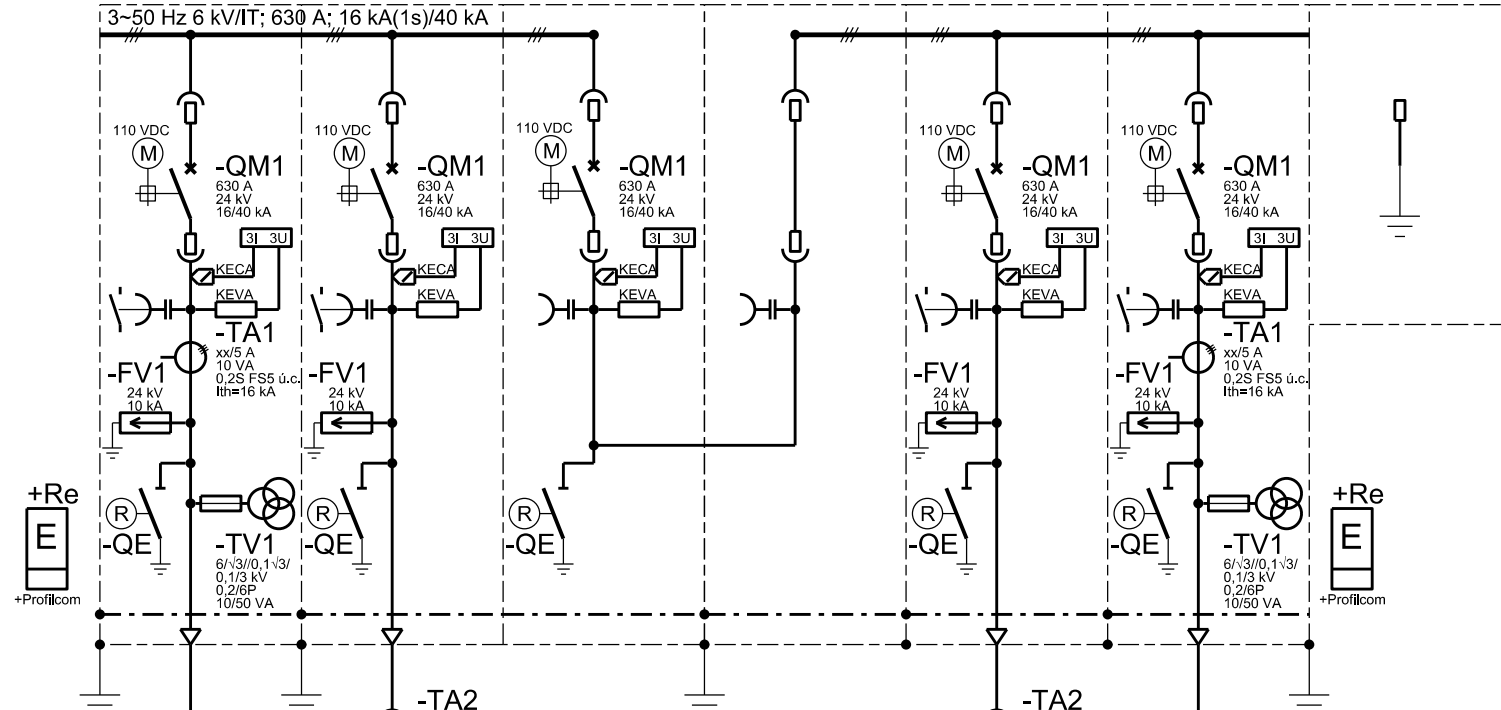 3~50 Hz 6 kV/IT; 630 A; 16 kA(1s)/40 kA
110 VDC
M
-QM1
630 A
24 kV
16/40 kA
3I 3U
KECA
KEVA
-TA1
xx/5 A
10 VA
0,2S FS5 ú.c.
Ith=16 kA
-FV1
24 kV
10 kA
R
-QE
-TV1
6/√3//0,1√3/
0,1/3 kV
0,2/6P
10/50 VA
+Re
E
+Profilcom
110 VDC
M
-QM1
630 A
24 kV
16/40 kA
3I 3U
KECA
KEVA
-FV1
24 kV
10 kA
R
-QE
-TA2
110 VDC
M
-QM1
630 A
24 kV
16/40 kA
3I 3U
KECA
KEVA
R
-QE
110 VDC
M
-QM1
630 A
24 kV
16/40 kA
3I 3U
KECA
KEVA
-FV1
24 kV
10 kA
R
-QE
-TA2
110 VDC
M
-QM1
630 A
24 kV
16/40 kA
3I 3U
KECA
KEVA
-TA1
xx/5 A
10 VA
0,2S FS5 ú.c.
Ith=16 kA
-FV1
24 kV
10 kA
R
-QE
-TV1
6/√3//0,1√3/
0,1/3 kV
0,2/6P
10/50 VA
+Re
E
+Profilcom